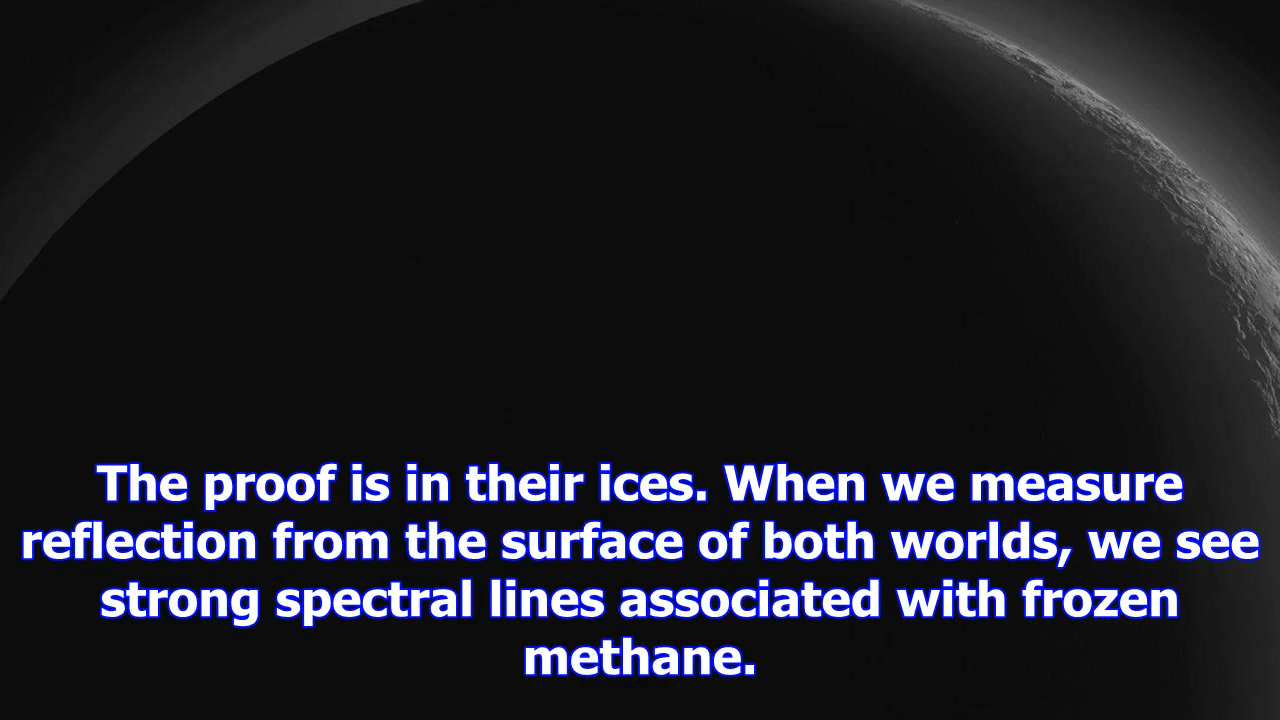 The proof is in their ices. When we measure
reflection from the surface of both worlds, we see
strong spectral lines associated with frozen
methane.